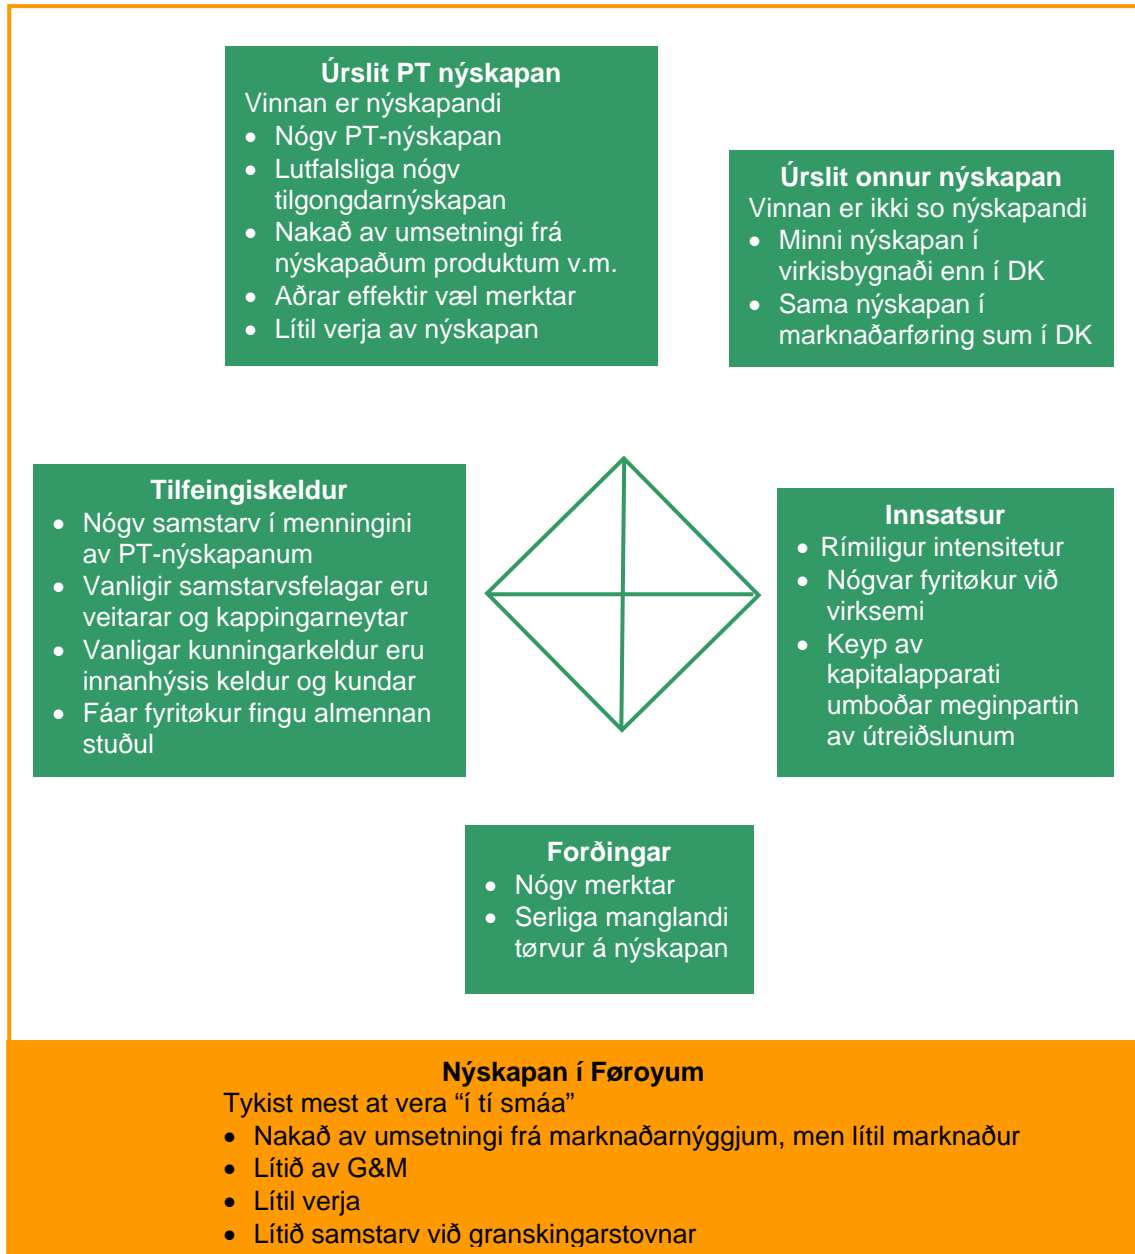 Úrslit PT nýskapan
Vinnan er nýskapandi
• Nógv PT-nýskapan
• Lutfalsliga nógv
tilgongdarnýskapan
• Nakað av umsetningi frá
nýskapaðum produktum v.m.
• Aðrar effektir væl merktar
• Lítil verja av nýskapan
Úrslit onnur nýskapan
Vinnan er ikki so nýskapandi
• Minni nýskapan í
virkisbygnaði enn í DK
• Sama nýskapan í
marknaðarføring sum í DK
Tilfeingiskeldur
• Nógv samstarv í menningini
av PT-nýskapanum
• Vanligir samstarvsfelagar eru
veitarar og kappingarneytar
• Vanligar kunningarkeldur eru
innanhýsis keldur og kundar
• Fáar fyritøkur fingu almennan
stuðul
Innsatsur
• Rímiligur intensitetur
• Nógvar fyritøkur við
virksemi
• Keyp av
kapitalapparati
umboðar meginpartin
av útreiðslunum
Forðingar
• Nógv merktar
• Serliga manglandi
tørvur á nýskapan
Nýskapan í Føroyum
Tykist mest at vera “í tí smáa”
• Nakað av umsetningi frá marknaðarnýggjum, men lítil marknaður
• Lítið av G&M
• Lítil verja
• Lítið samstarv við granskingarstovnar